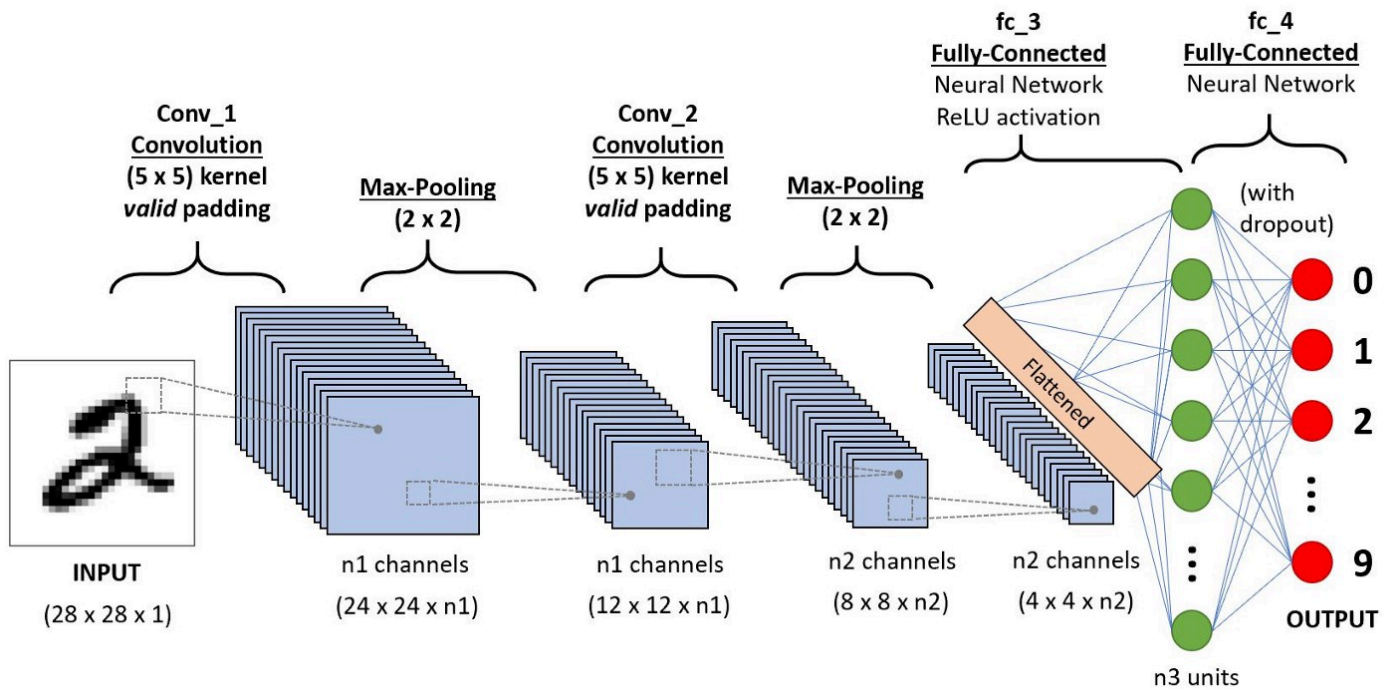 Conv_1
Convolution
(5 x 5) kernel
valid padding
Max-Pooling
(2 x 2)
Conv_2
Convolution
(5 x 5) kernel
valid padding
Max-Pooling
(2 x 2)
fc_3
Fully-Connected
Neural Network
ReLU activation
fc_4
Fully-Connected
Neural Network
(with
dropout)
2
INPUT
(28 x 28 x 1)
n1 channels
(24 x 24 x n1)
n1 channels
(12 x 12 x n1)
n2 channels
(8 x 8 x n2)
n2 channels
(4 x 4 x n2)
Flattened
n3 units
0
1
2
9
OUTPUT